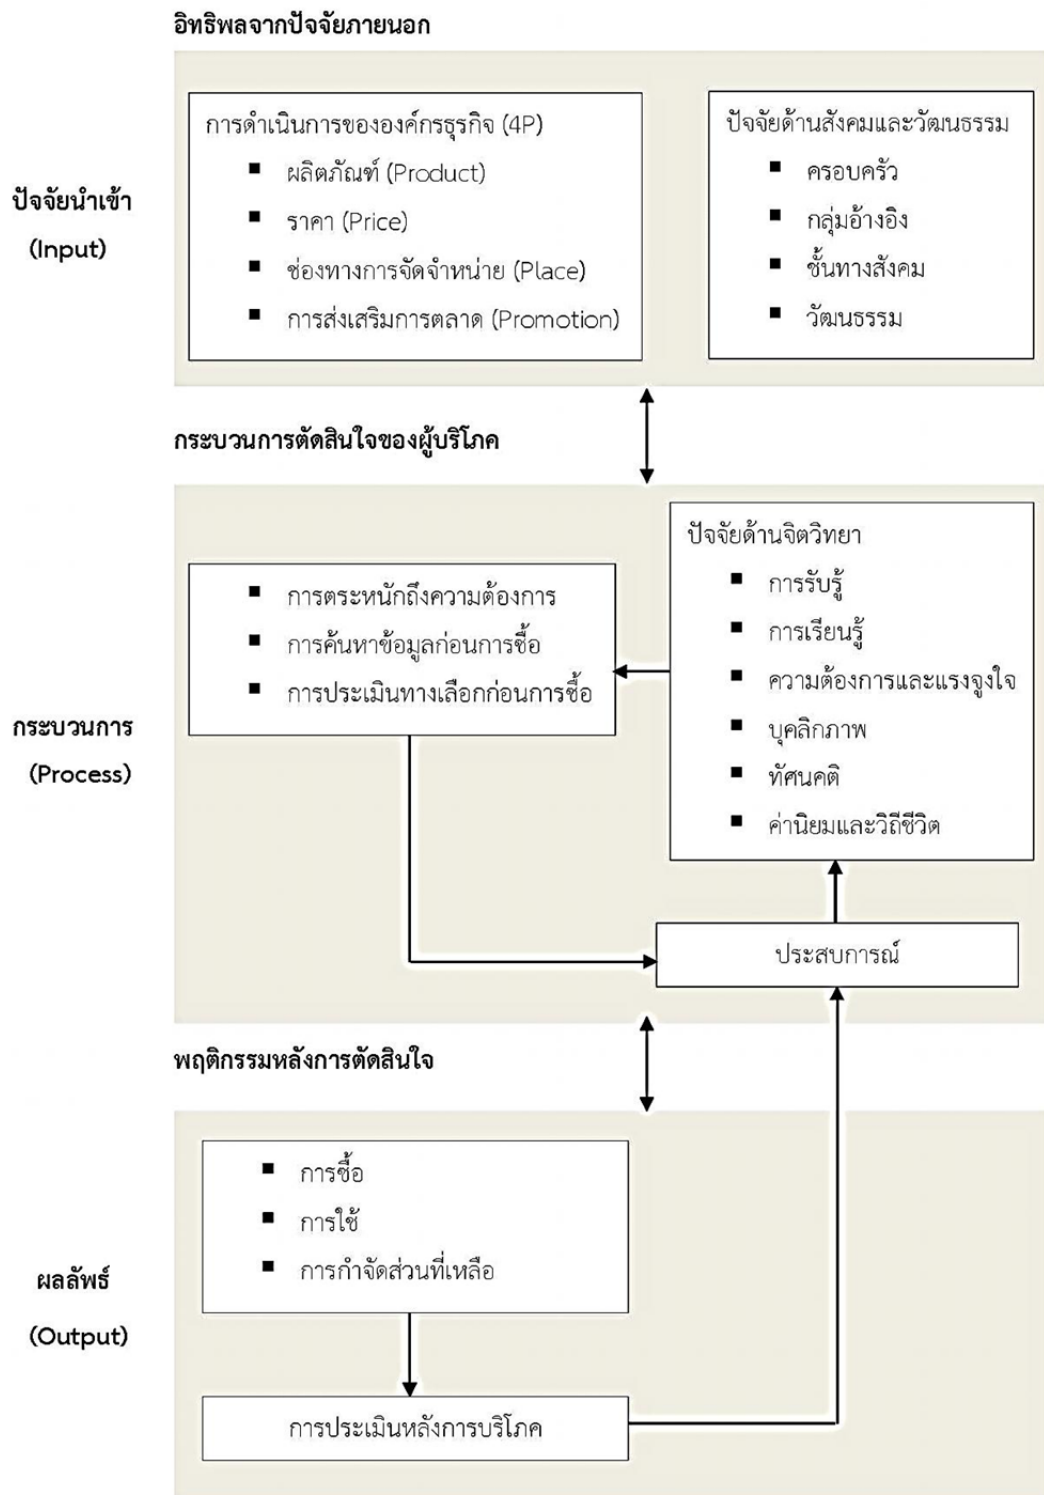 อิทธิพลจากปัจจัยภายนอก
ปัจจัยนำเข้า
(Input)
การดำเนินการขององค์กรธุรกิจ (4P)
■ ผลิตภัณฑ์ (Product)
■ ราคา (Price)
■ ช่องทางการจัดจำหน่าย (Place)
■ การส่งเสริมการตลาด (Promotion)
ปัจจัยด้านสังคมและวัฒนธรรม
■ ครอบครัว
■ กลุ่มอ้างอิง
■ ชั้นทางสังคม
■ วัฒนธรรม
กระบวนการตัดสินใจของผู้บริโภค
กระบวนการ
(Process)
■ การตระหนักถึงความต้องการ
■ การค้นหาข้อมูลก่อนการซื้อ
■ การประเมินทางเลือกก่อนการซื้อ
ปัจจัยด้านจิตวิทยา
■ การรับรู้
■ การเรียนรู้
■ ความต้องการและแรงจูงใจ
■ บุคลิกภาพ
■ ทัศนคติ
■ ค่านิยมและวิถีชีวิต
ประสบการณ์
พฤติกรรมหลังการตัดสินใจ
ผลลัพธ์
(Output)
■ การซื้อ
■ การใช้
■ การกำจัดส่วนที่เหลือ
การประเมินหลังการบริโภค